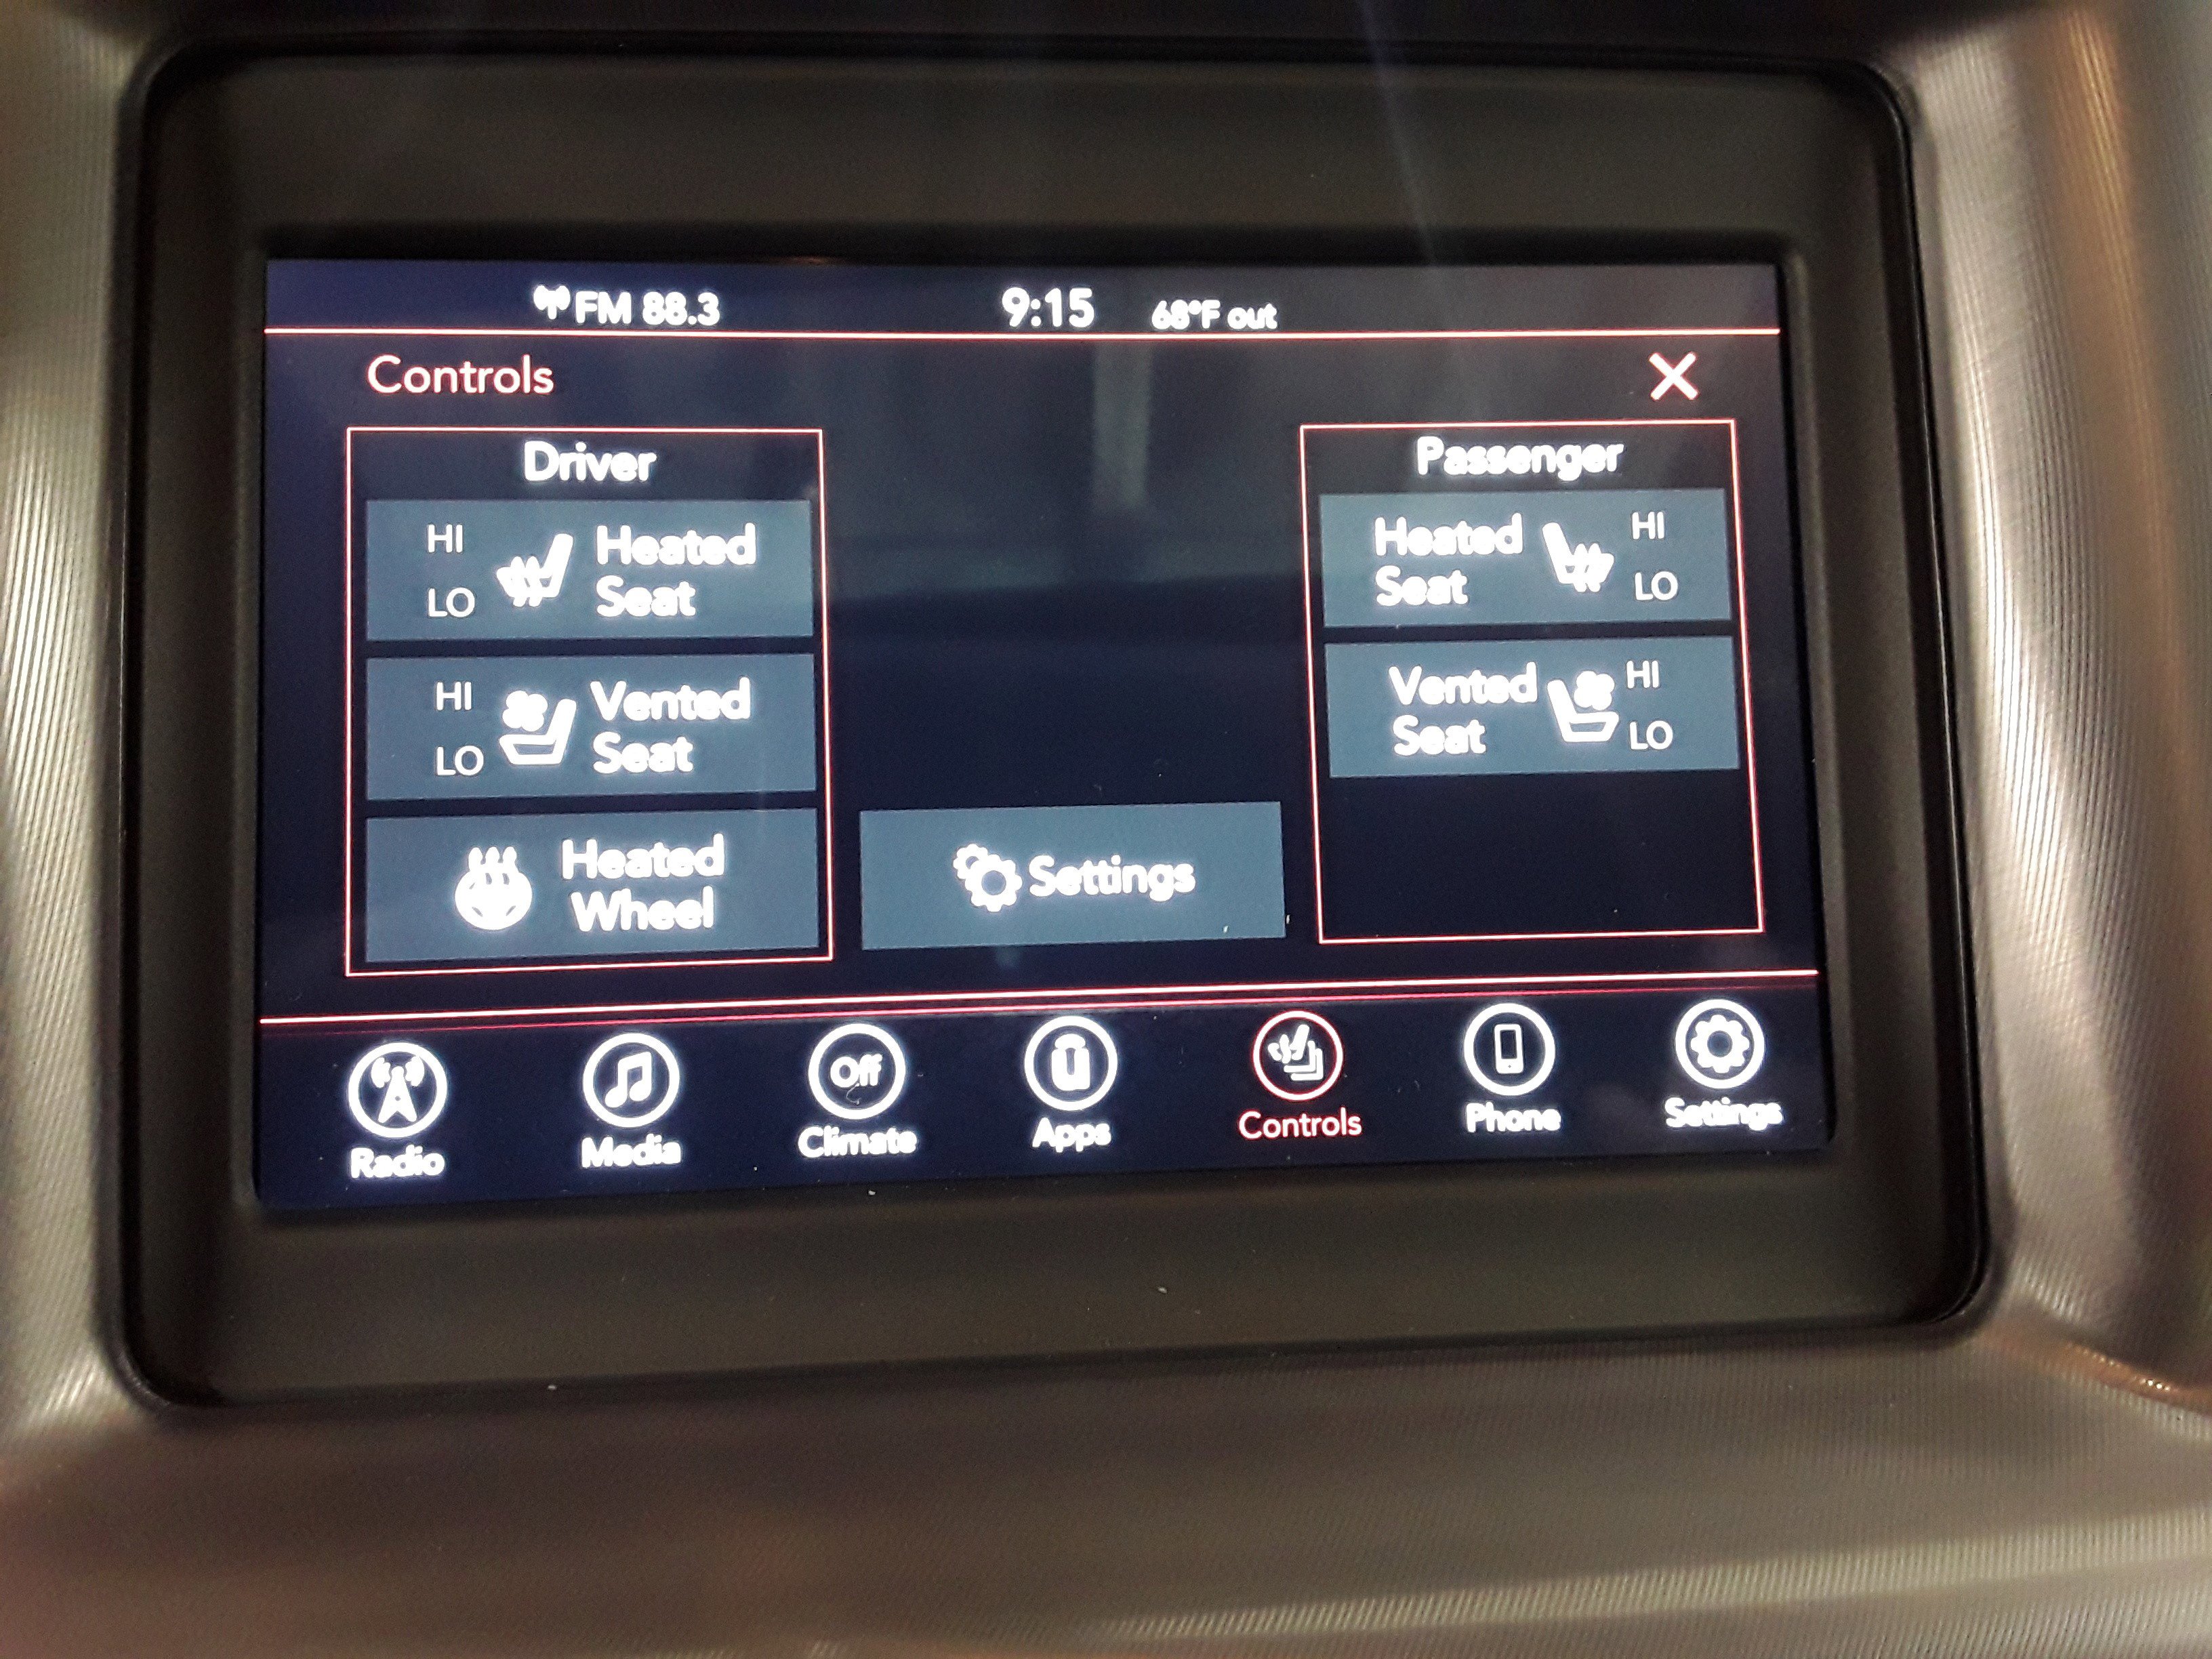 FM 88.3 9:15 68°F out
Controls
Driver
HI
LO
Heated
Seat
HI
LO
Vented
Seat
Heated
Wheel
Settings
Passenger
Heated
Seat
HI
LO
Vented
Seat
HI
LO
Radio
Media
Off
Climate
Apps
Controls
Phone
Settings